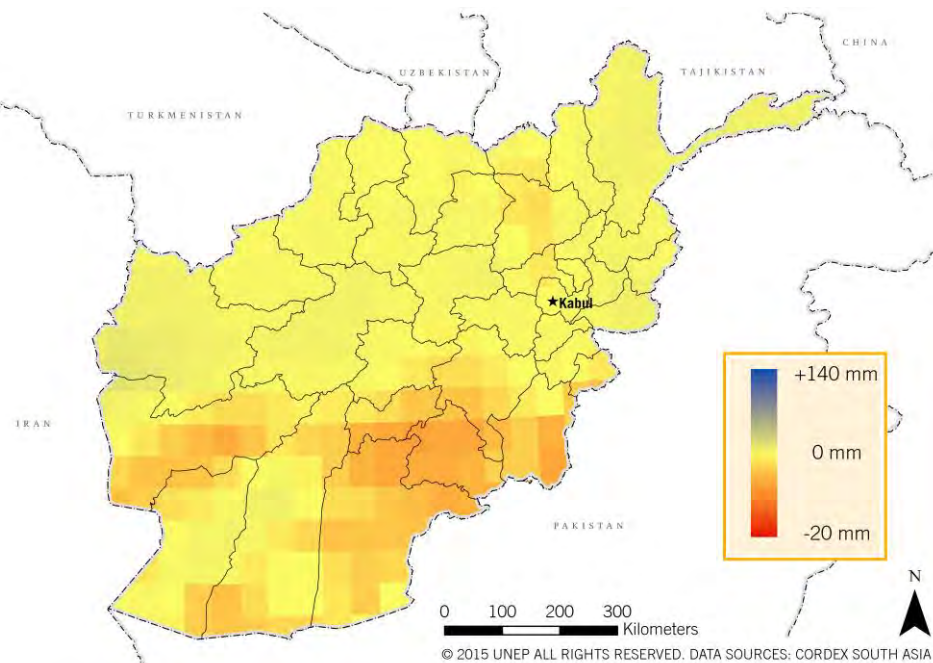 CHINA
UZBEKISTAN
TAJIKISTAN
TURKMENISTAN
Kabul
+140 mm
IRAN
0 mm
PAKISTAN
-20 mm
N
0 100 200 300
Kilometers
© 2015 UNEP ALL RIGHTS RESERVED. DATA SOURCES: CORDEX SOUTH ASIA